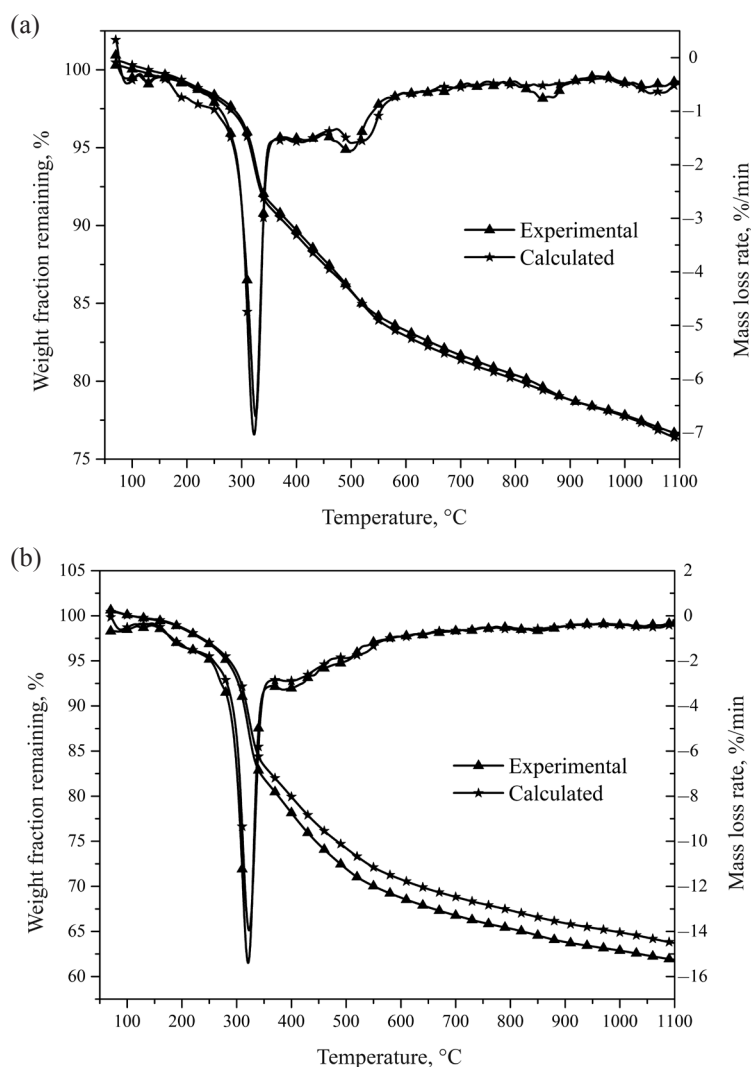 (a)
100
95
90
85
80
75
Weight fraction remaining, %
0
–1
–2
–3
–4
–5
–6
–7
Mass loss rate, %/min
Experimental
Calculated
100 200 300 400 500 600 700 800 900 1000 1100
Temperature, °C
(b)
105
100
95
90
85
80
75
70
65
60
Weight fraction remaining, %
2
0
–2
–4
–6
–8
–10
–12
–14
–16
Mass loss rate, %/min
Experimental
Calculated
100 200 300 400 500 600 700 800 900 1000 1100
Temperature, °C